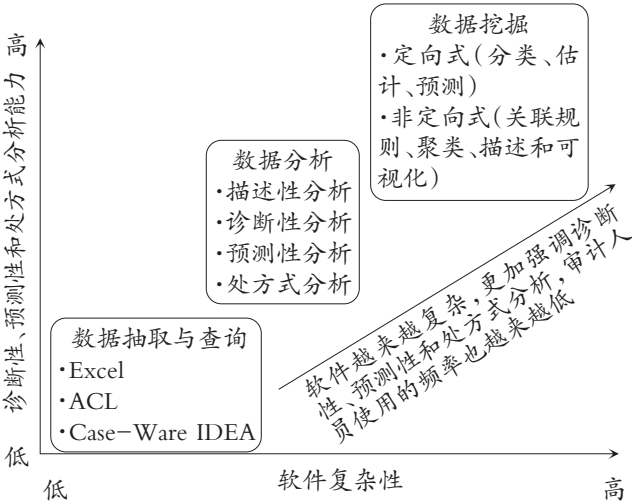 高
诊断性、预测性和处方式分析能力
低
数据挖掘
·定向式(分类、估
计、预测)
·非定向式(关联规
则、聚类、描述和可
视化)
数据分析
·描述性分析
·诊断性分析
·预测性分析
·处方式分析
数据抽取与查询
·Excel
·ACL
·Case-Ware IDEA
软件越来越复杂,更加强调诊断
性、预测性和处方式分析,审计人
员使用的频率也越来越低
低
软件复杂性
高